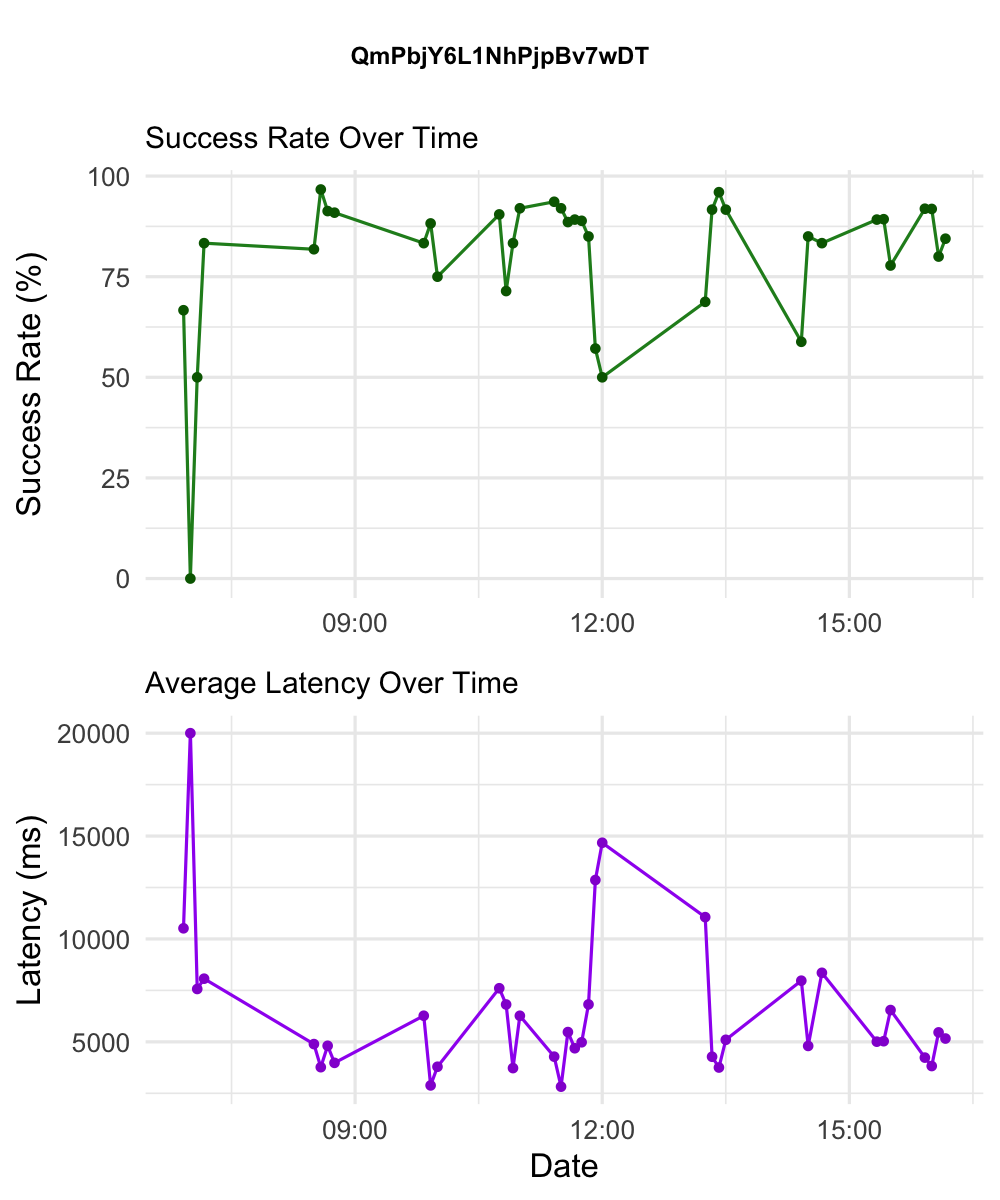 QmPbjY6L1NhPjpBv7wDT
Success Rate Over Time
Success Rate (%)
100
75
50
25
0
09:00 12:00 15:00
Average Latency Over Time
Latency (ms)
20000
15000
10000
5000
09:00 12:00 15:00
Date